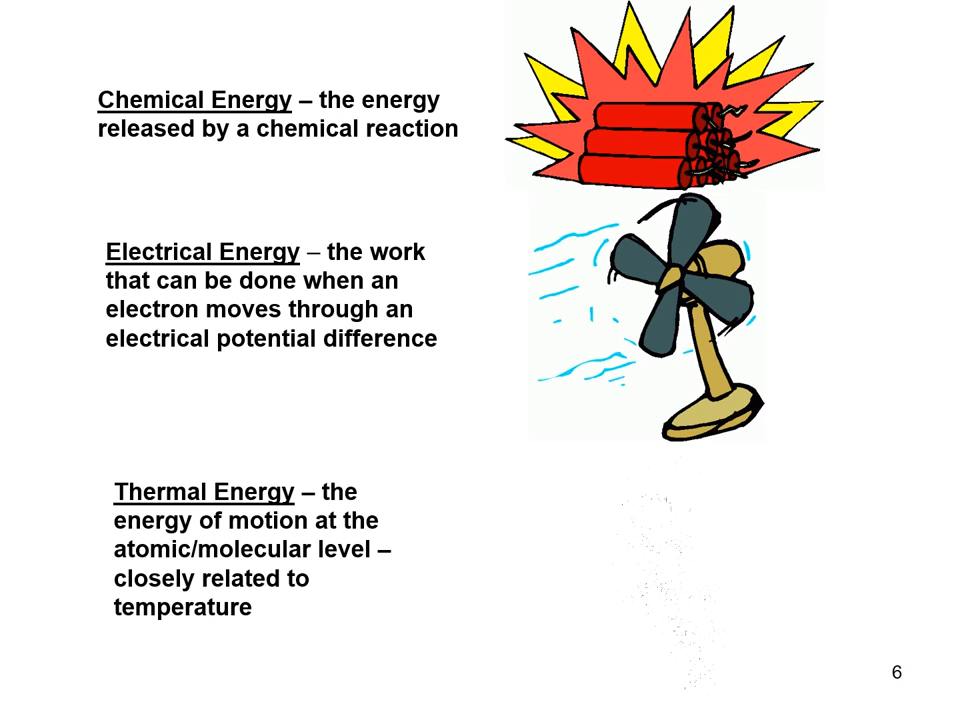 Chemical Energy – the energy
released by a chemical reaction
Electrical Energy – the work
that can be done when an
electron moves through an
electrical potential difference
Thermal Energy – the
energy of motion at the
atomic/molecular level –
closely related to
temperature
6